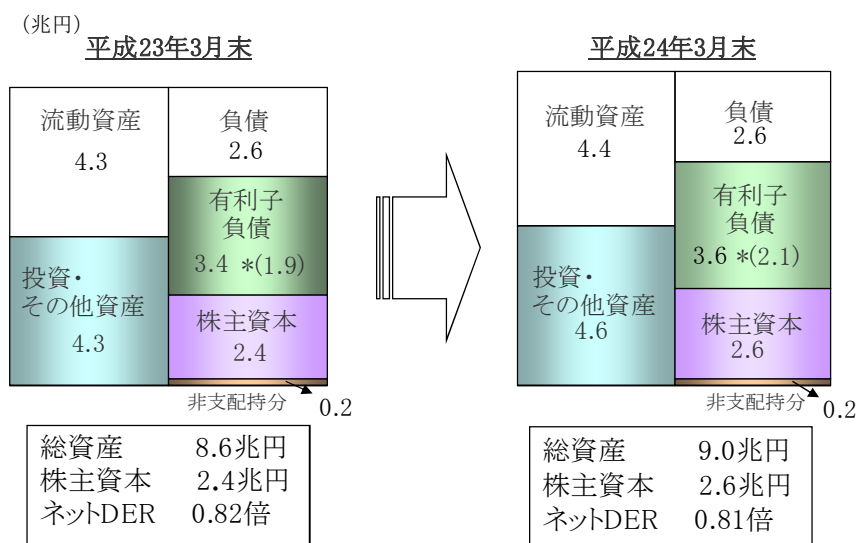 (兆円)
平成23年3月末
流動資産
4.3
負債
2.6
有利子
負債
3.4 *(1.9)
投資・
その他資産
4.3
株主資本
2.4
非支配持分
0.2
総資産 8.6兆円
株主資本 2.4兆円
ネットDER 0.82倍
平成24年3月末
流動資産
4.4
負債
2.6
有利子
負債
3.6 *(2.1)
投資・
その他資産
4.6
株主資本
2.6
非支配持分
0.2
総資産 9.0兆円
株主資本 2.6兆円
ネットDER 0.81倍